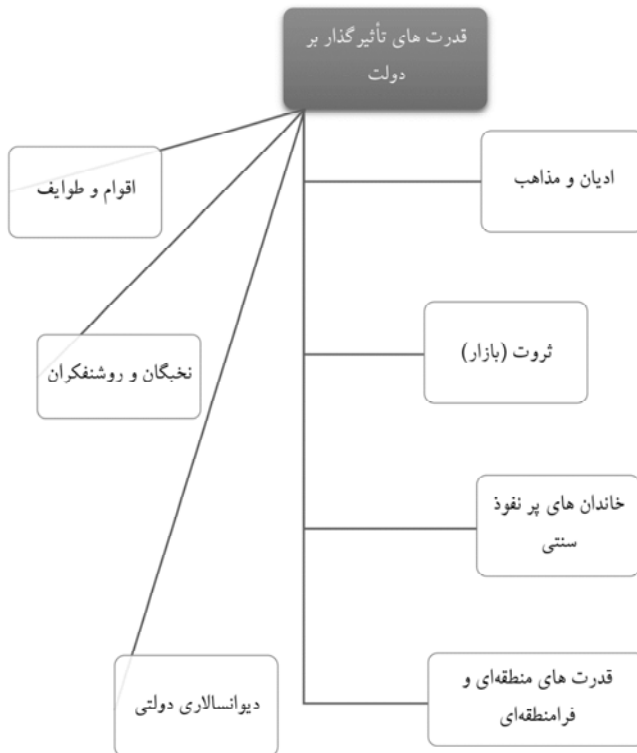 قدرت های تأثیرگذار بر
دولت
ادیان و مذاهب
اقوام و طوایف
ثروت (بازار)
نخبگان و روشنفکران
خاندان های پر نفوذ
سنتی
قدرت های منطقه‌ای و
فرامنطقه‌ای
دیوانسالاری دولتی